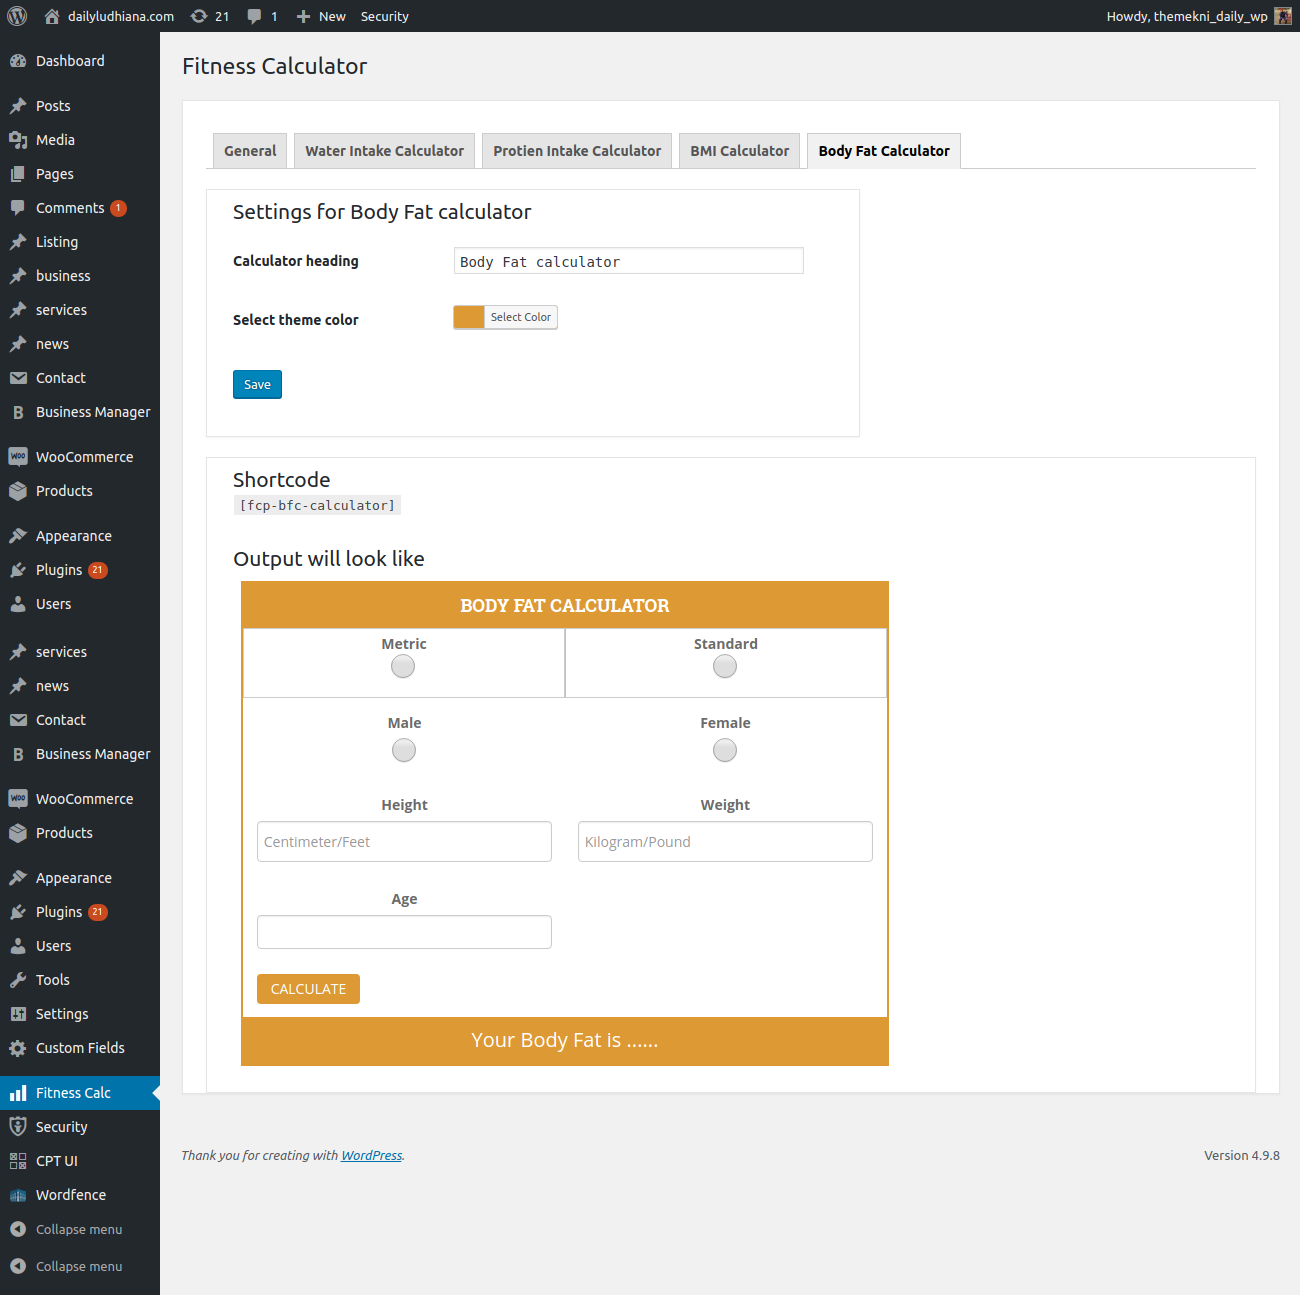 dailyludhiana.com 21 1 New Security Howdy, themekni_daily_wp
Dashboard
Posts
Media
Pages
Comments 1
Listing
business
services
news
Contact
B Business Manager
WOO WooCommerce
Products
Appearance
Plugins 21
Users
services
news
Contact
B Business Manager
WOO WooCommerce
Products
Appearance
Plugins 21
Users
Tools
Settings
Custom Fields
Fitness Calc
Security
CPT UI
Wordfence
Collapse menu
Collapse menu
Fitness Calculator
General Water Intake Calculator Protien Intake Calculator BMI Calculator Body Fat Calculator
Settings for Body Fat calculator
Calculator heading Body Fat calculator
Select theme color Select Color
Save
Shortcode
[fcp-bfc-calculator]
Output will look like
BODY FAT CALCULATOR
Metric Standard
Male Female
Height Weight
Centimeter/Feet Kilogram/Pound
Age
CALCULATE
Your Body Fat is ......
Thank you for creating with WordPress. Version 4.9.8